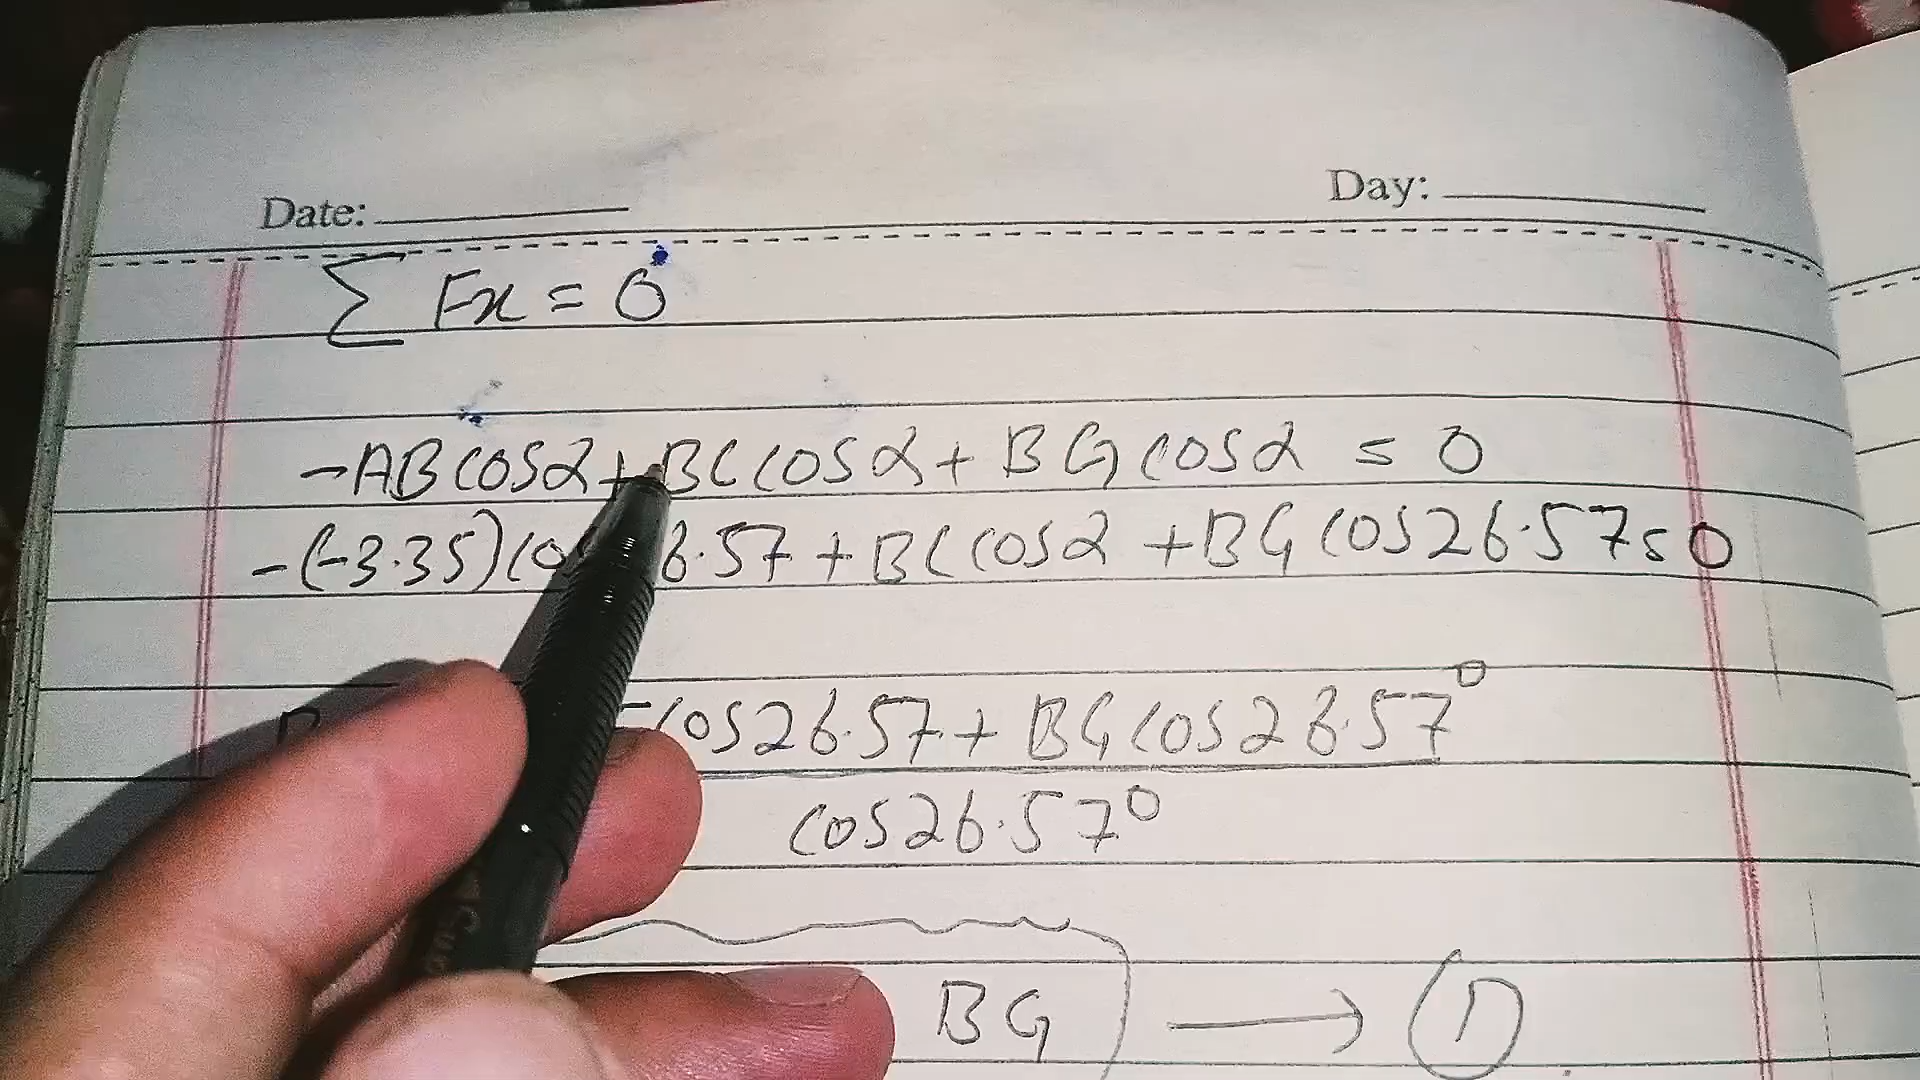 Date:
Day:
∑ Fx = 0
-AB cos α + BC cos α + BG cos α = 0
-(-3.35) cos 26.57 + BC cos α + BG cos 26.57 = 0
cos 26.57 + BG cos 26.57°
cos 26.57°
BG → ①